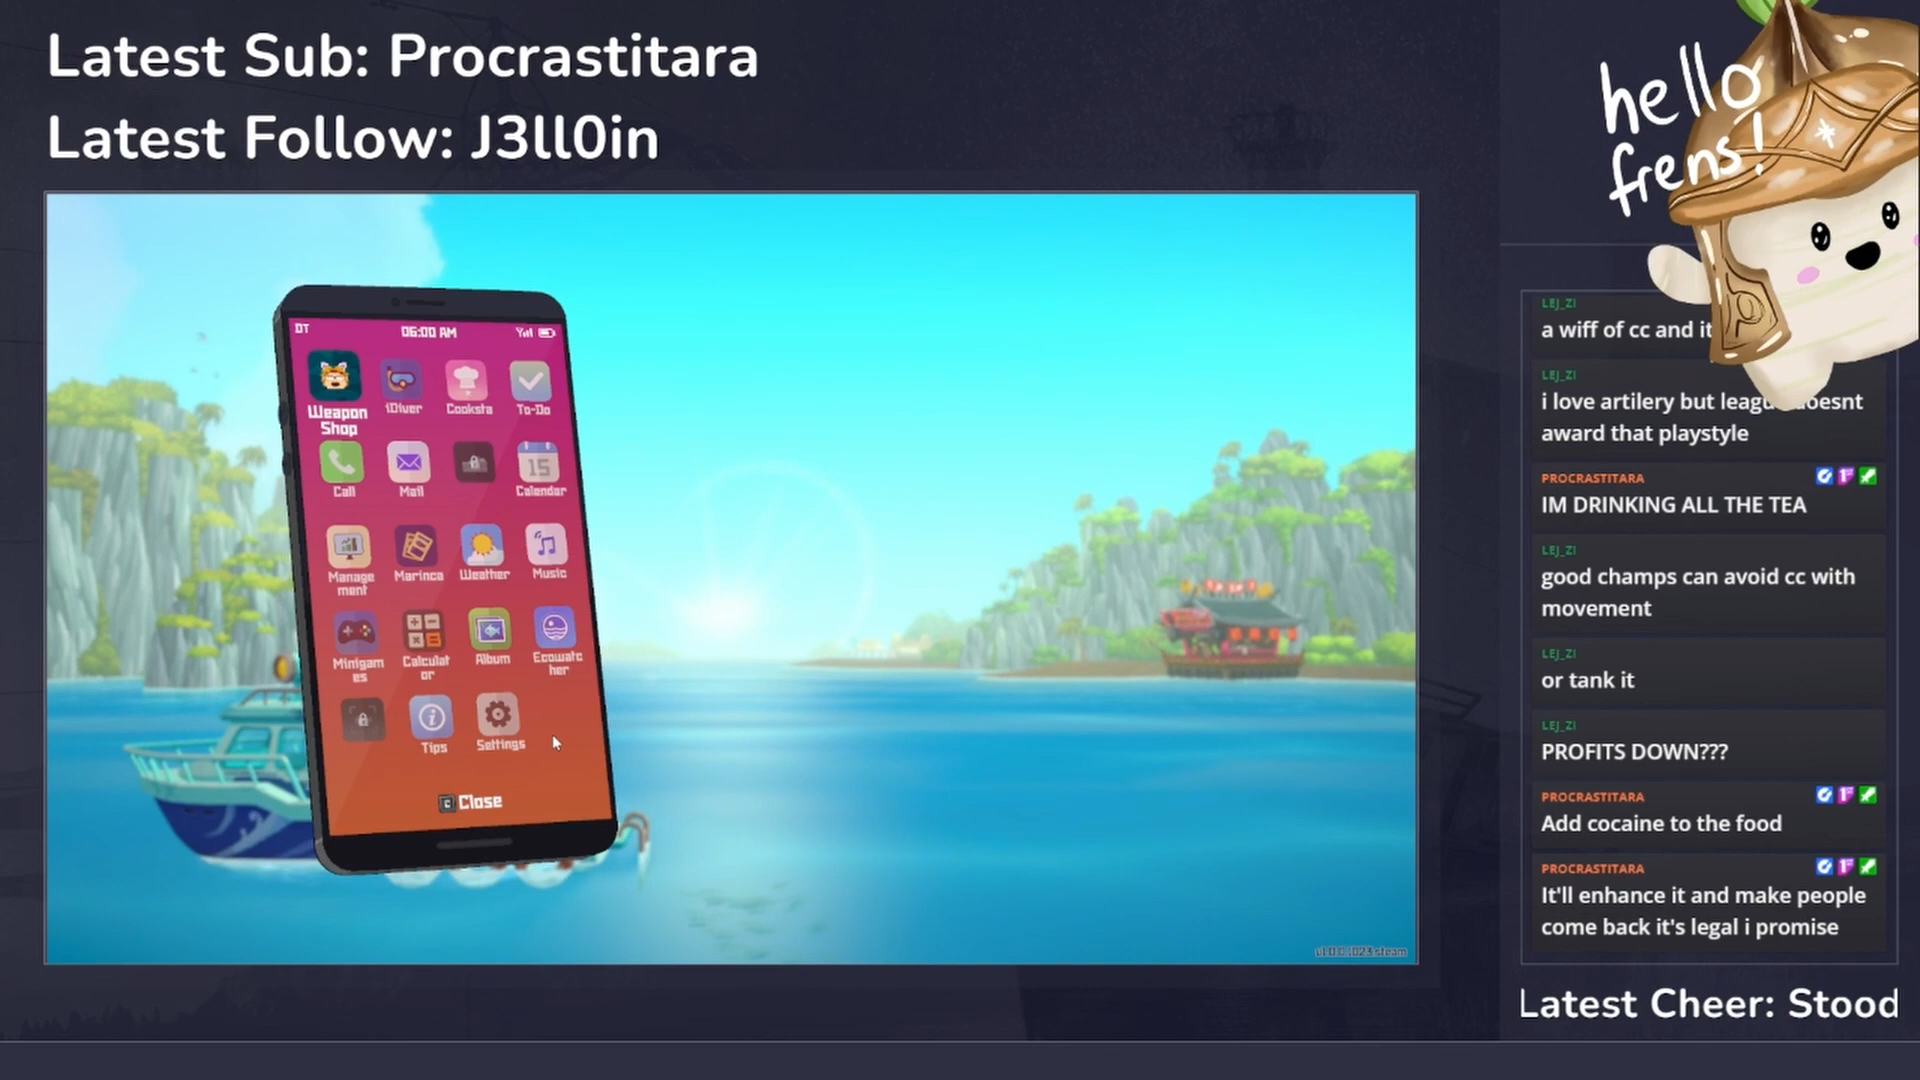 Latest Sub: Procrastitara
Latest Follow: J3ll0in
hello
frens!
DT
06:00 AM
Weapon
Shop
iDiver
Cooksta
To-Do
Call
Mail
15
Calendar
Manage
ment
Marinca
Weather
Music
Minigam
es
Calculat
or
Album
Ecowatc
her
Tips
Settings
C Close
LEJ_ZI
a wiff of cc and it
LEJ_ZI
i love artilery but league doesnt
award that playstyle
PROCRASTITARA
IM DRINKING ALL THE TEA
LEJ_ZI
good champs can avoid cc with
movement
LEJ_ZI
or tank it
LEJ_ZI
PROFITS DOWN???
PROCRASTITARA
Add cocaine to the food
PROCRASTITARA
It'll enhance it and make people
come back it's legal i promise
Latest Cheer: Stood